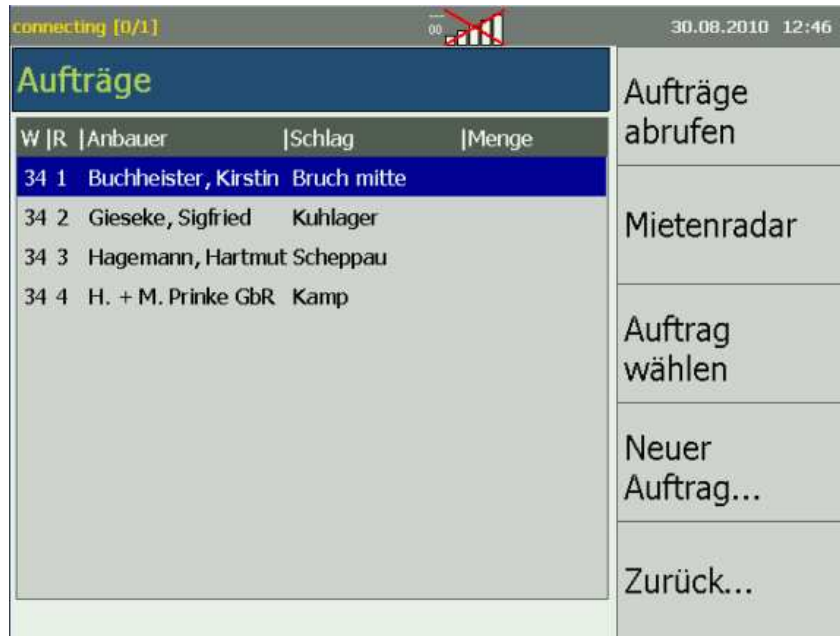 connecting [0/1]
00
30.08.2010 12:46
Aufträge
W |R |Anbauer |Schlag |Menge
34 1 Buchheister, Kirstin Bruch mitte
34 2 Gieseke, Sigfried Kuhlager
34 3 Hagemann, Hartmut Scheppau
34 4 H. + M. Prinke GbR Kamp
Aufträge
abrufen
Mietenradar
Auftrag
wählen
Neuer
Auftrag...
Zurück...